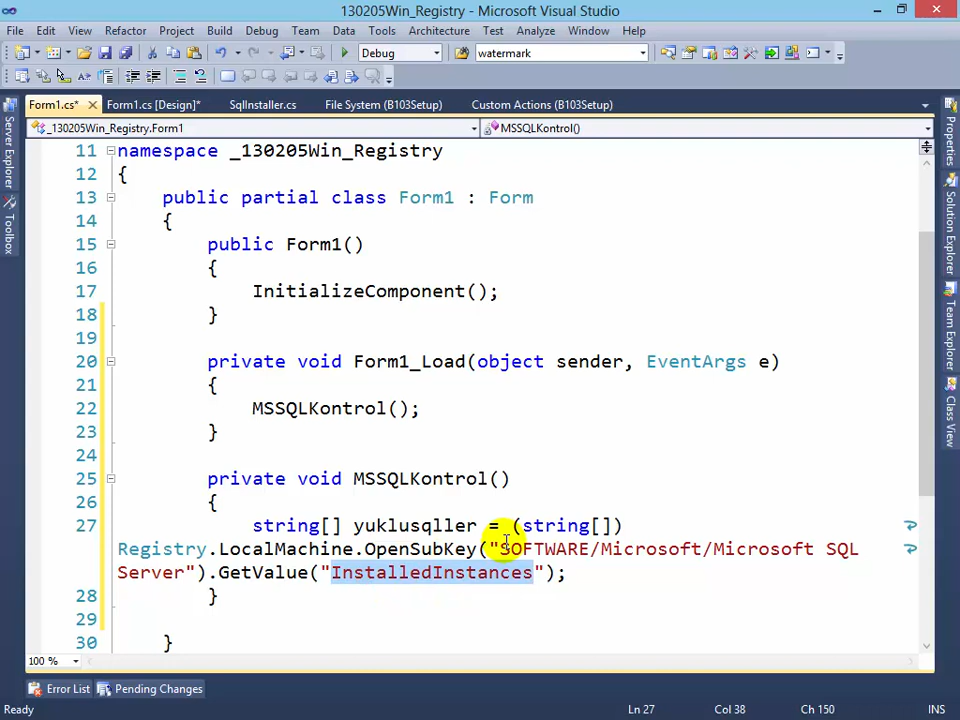 130205Win_Registry - Microsoft Visual Studio
File Edit View Refactor Project Build Debug Team Data Tools Architecture Test Analyze Window Help
Debug watermark
Form1.cs* Form1.cs [Design]* SqlInstaller.cs File System (B103Setup) Custom Actions (B103Setup)
_130205Win_Registry.Form1 MSSQLKontrol()
11 namespace _130205Win_Registry
12 {
13 public partial class Form1 : Form
14 {
15 public Form1()
16 {
17 InitializeComponent();
18 }
19
20 private void Form1_Load(object sender, EventArgs e)
21 {
22 MSSQLKontrol();
23 }
24
25 private void MSSQLKontrol()
26 {
27 string[] yuklusqller = (string[])
Registry.LocalMachine.OpenSubKey("SOFTWARE/Microsoft/Microsoft SQL
Server").GetValue("InstalledInstances");
28 }
29
30 }
100 %
Error List Pending Changes
Ready Ln 27 Col 38 Ch 150 INS
Server Explorer
Toolbox
Properties
Solution Explorer
Team Explorer
Class View